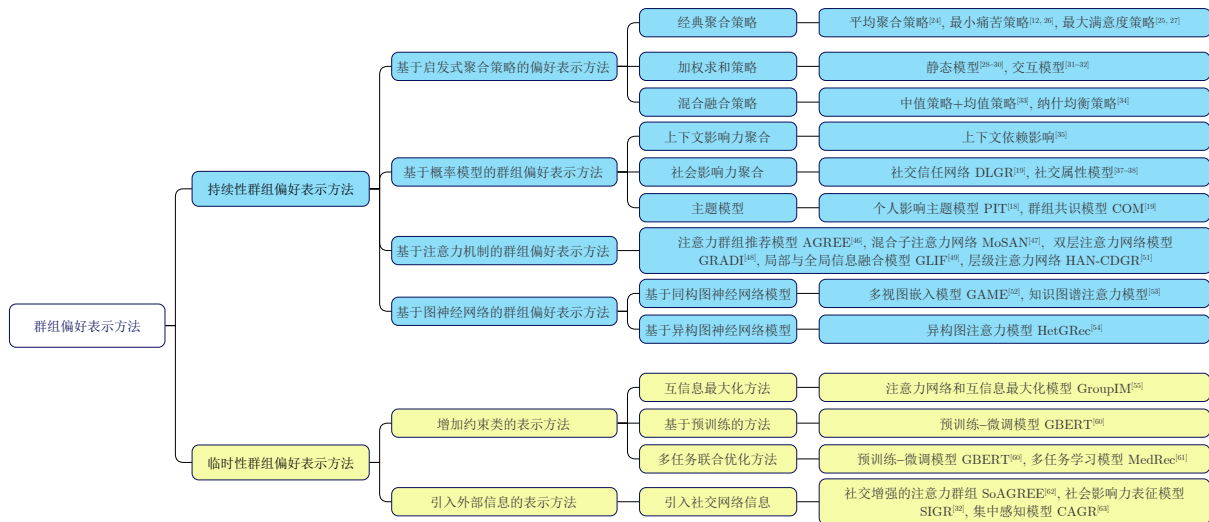 经典聚合策略
平均聚合策略[24], 最小痛苦策略[12, 26], 最大满意度策略[25, 27]
基于启发式聚合策略的偏好表示方法
加权求和策略
静态模型[28–30], 交互模型[31–32]
混合融合策略
中值策略+均值策略[33], 纳什均衡策略[34]
上下文影响力聚合
上下文依赖影响[35]
持续性群组偏好表示方法
基于概率模型的群组偏好表示方法
社会影响力聚合
社交信任网络 DLGR[19], 社交属性模型[37–38]
主题模型
个人影响主题模型 PIT[18], 群组共识模型 COM[19]
基于注意力机制的群组偏好表示方法
注意力群组推荐模型 AGREE[46], 混合子注意力网络 MoSAN[47], 双层注意力网络模型
GRADI[48], 局部与全局信息融合模型 GLIF[49], 层级注意力网络 HAN-CDGR[51]
基于同构图神经网络模型
多视图嵌入模型 GAME[52], 知识图谱注意力模型[53]
基于图神经网络的群组偏好表示方法
群组偏好表示方法
基于异构图神经网络模型
异构图注意力模型 HetGRec[54]
互信息最大化方法
注意力网络和互信息最大化模型 GroupIM[55]
增加约束类的表示方法
基于预训练的方法
预训练–微调模型 GBERT[60]
临时性群组偏好表示方法
多任务联合优化方法
预训练–微调模型 GBERT[60], 多任务学习模型 MedRec[61]
引入外部信息的表示方法
引入社交网络信息
社交增强的注意力群组 SoAGREE[62], 社会影响力表征模型
SIGR[32], 集中感知模型 CAGR[63]